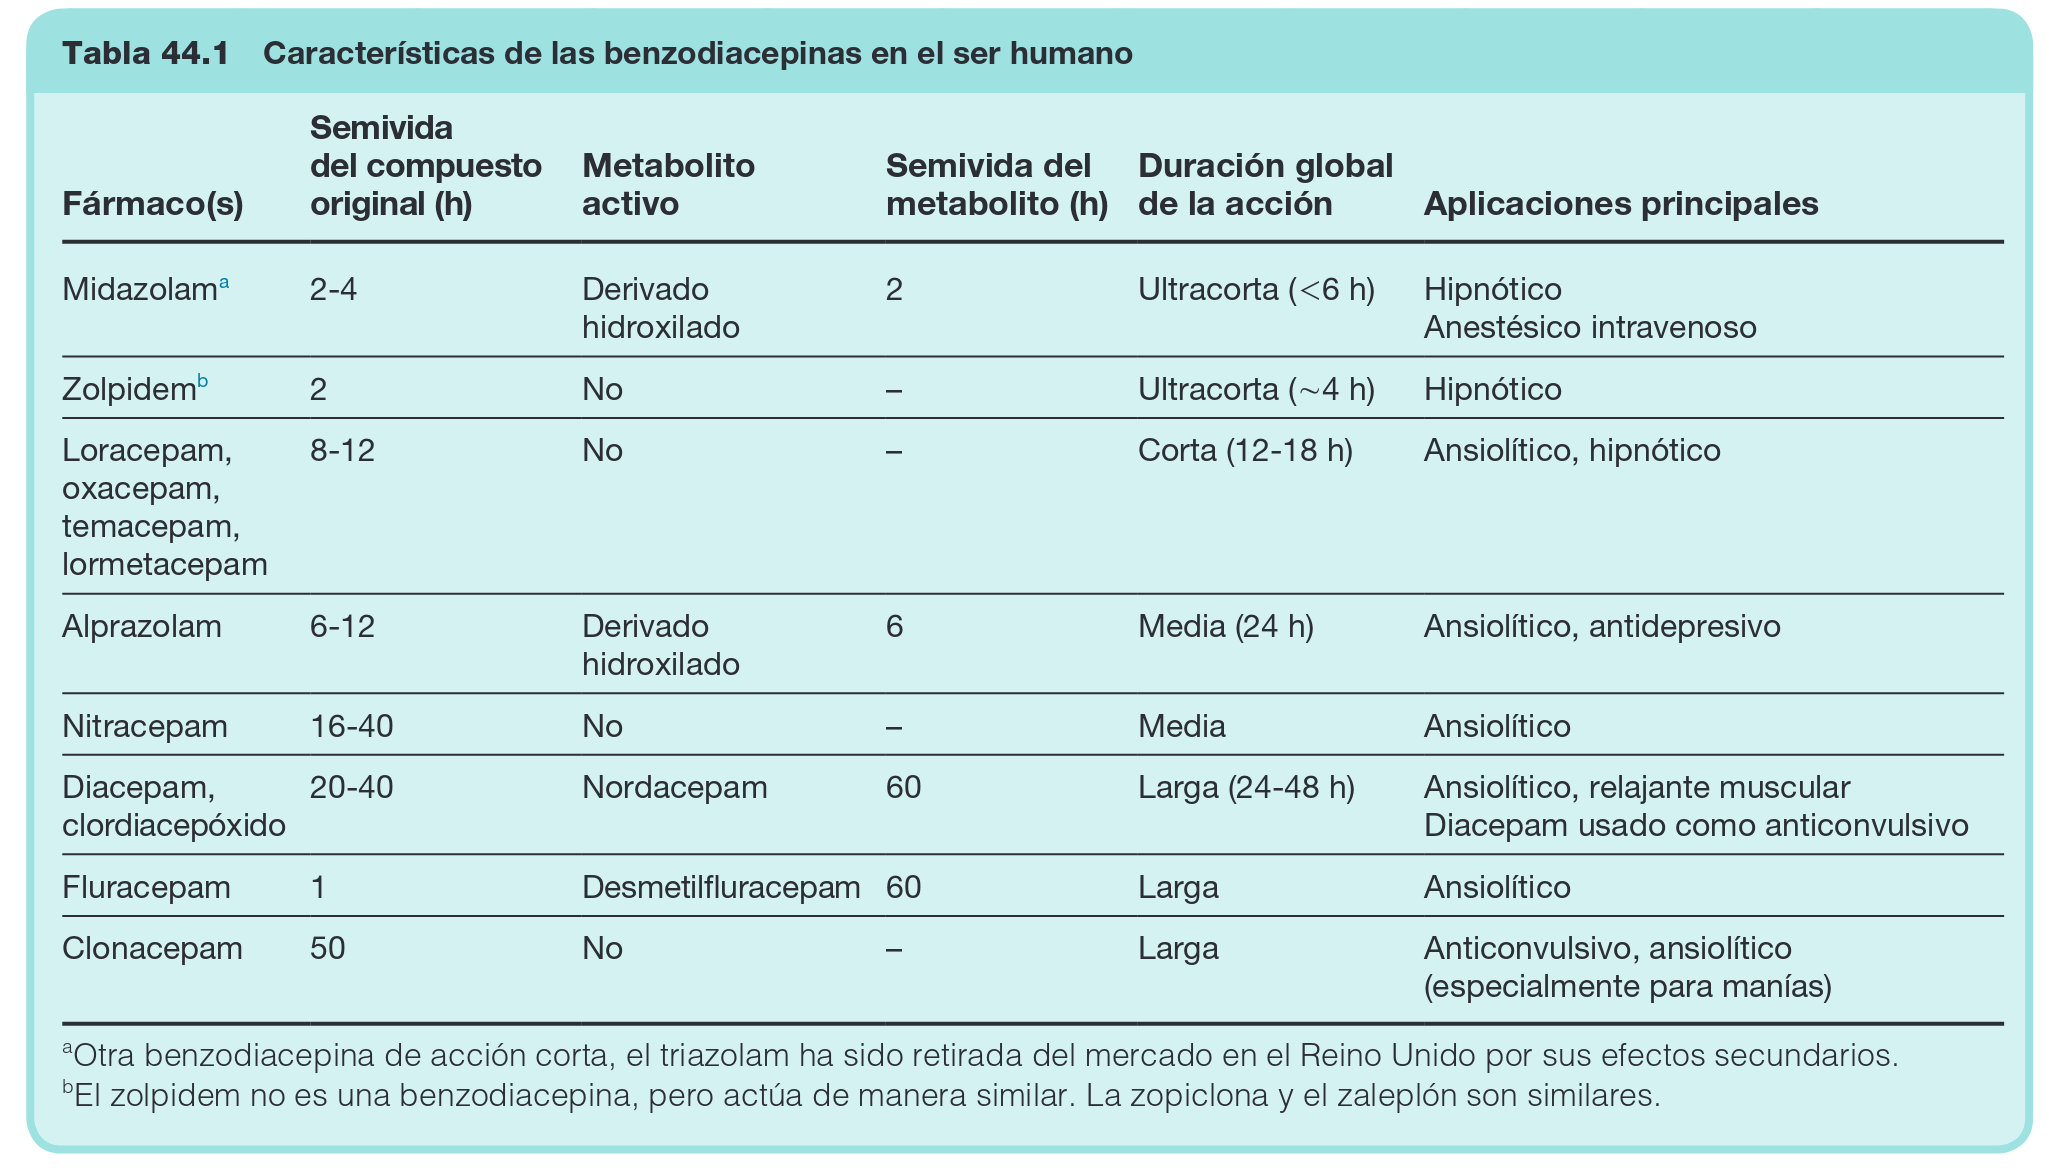 Tabla 44.1 Características de las benzodiacepinas en el ser humano
Fármaco(s) Semivida del compuesto original (h) Metabolito activo Semivida del metabolito (h) Duración global de la acción Aplicaciones principales
Midazolamᵃ 2-4 Derivado hidroxilado 2 Ultracorta (<6 h) Hipnótico Anestésico intravenoso
Zolpidemᵇ 2 No – Ultracorta (~4 h) Hipnótico
Loracepam, oxacepam, temacepam, lormetacepam 8-12 No – Corta (12-18 h) Ansiolítico, hipnótico
Alprazolam 6-12 Derivado hidroxilado 6 Media (24 h) Ansiolítico, antidepresivo
Nitracepam 16-40 No – Media Ansiolítico
Diacepam, clordiacepóxido 20-40 Nordacepam 60 Larga (24-48 h) Ansiolítico, relajante muscular Diacepam usado como anticonvulsivo
Fluracepam 1 Desmetilfluracepam 60 Larga Ansiolítico
Clonacepam 50 No – Larga Anticonvulsivo, ansiolítico (especialmente para manías)
ᵃOtra benzodiacepina de acción corta, el triazolam ha sido retirada del mercado en el Reino Unido por sus efectos secundarios.
ᵇEl zolpidem no es una benzodiacepina, pero actúa de manera similar. La zopiclona y el zaleplón son similares.